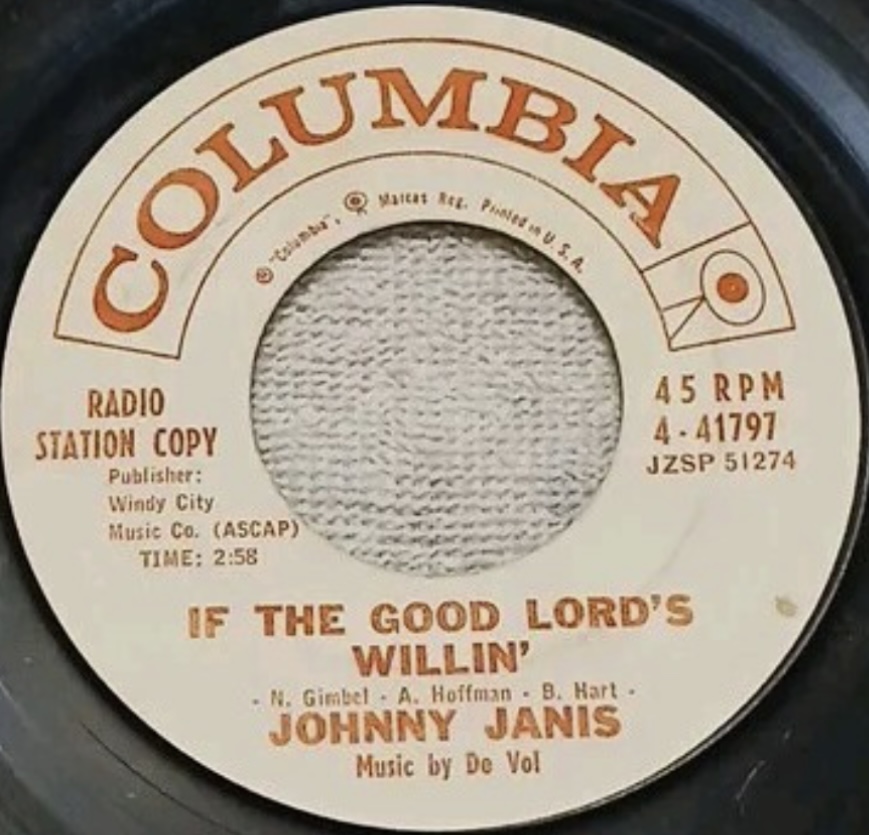 COLUMBIA
® "Columbia", Marcas Reg. Printed in U.S.A.
RADIO
STATION COPY
Publisher:
Windy City
Music Co. (ASCAP)
TIME: 2:58
45 RPM
4-41797
JZSP 51274
IF THE GOOD LORD'S
WILLIN'
- N. Gimbel - A. Hoffman - B. Hart -
JOHNNY JANIS
Music by De Vol